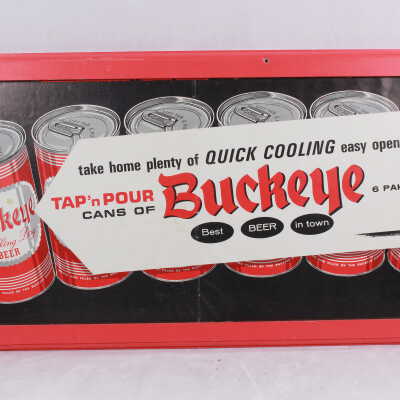 take home plenty of QUICK COOLING easy open
TAP'n POUR
CANS OF
Buckeye
6 PAK
Best BEER in town
BEER